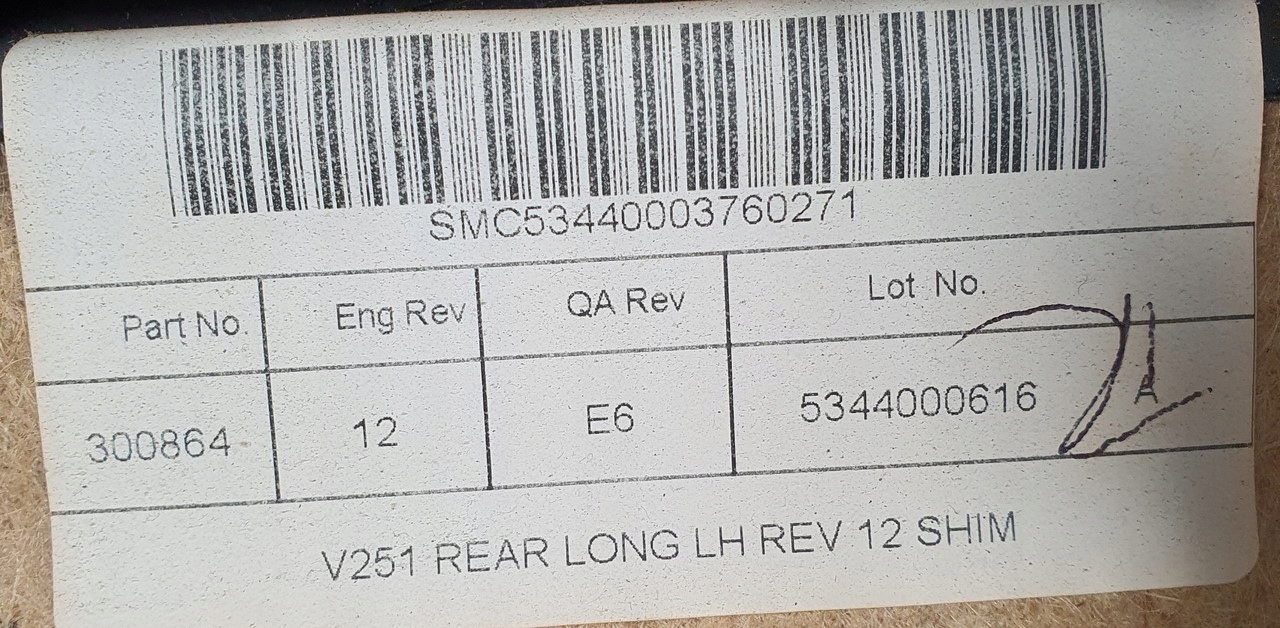 SMC53440003760271
Part No. Eng Rev QA Rev Lot No.
300864 12 E6 5344000616 A
V251 REAR LONG LH REV 12 SHIM